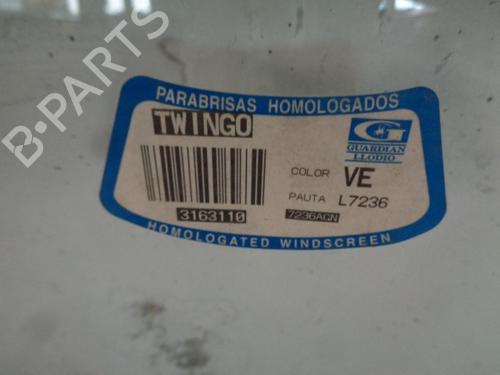 B-PARTS
PARABRISAS HOMOLOGADOS
TWINGO
GUARDIAN
LLODIO
COLOR VE
PAUTA L7236
3163110
7236AGN
HOMOLOGATED WINDSCREEN